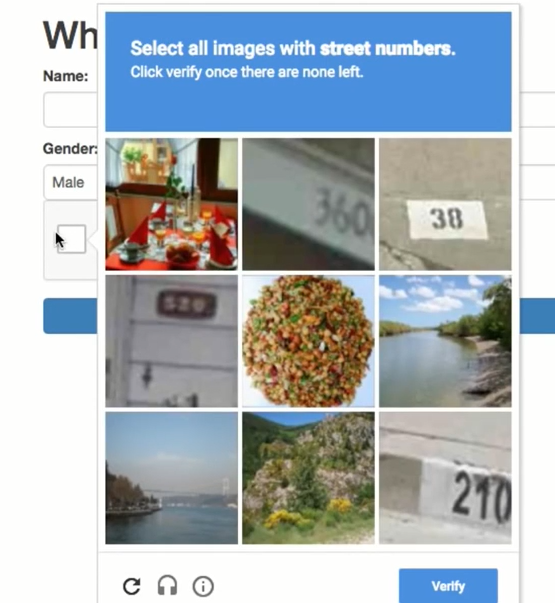 Wh
Select all images with street numbers.
Click verify once there are none left.
Name:
Gender:
Male
360
38
210
Verify